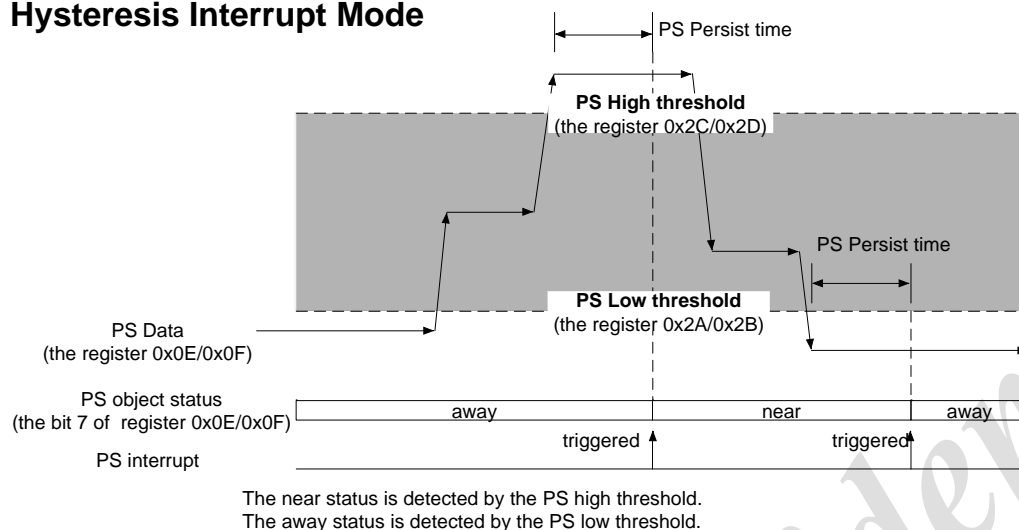 Hysteresis Interrupt Mode
PS Persist time
PS High threshold
(the register 0x2C/0x2D)
PS Persist time
PS Low threshold
(the register 0x2A/0x2B)
PS Data
(the register 0x0E/0x0F)
PS object status
(the bit 7 of register 0x0E/0x0F)
away
near
away
triggered
triggered
PS interrupt
The near status is detected by the PS high threshold.
The away status is detected by the PS low threshold.